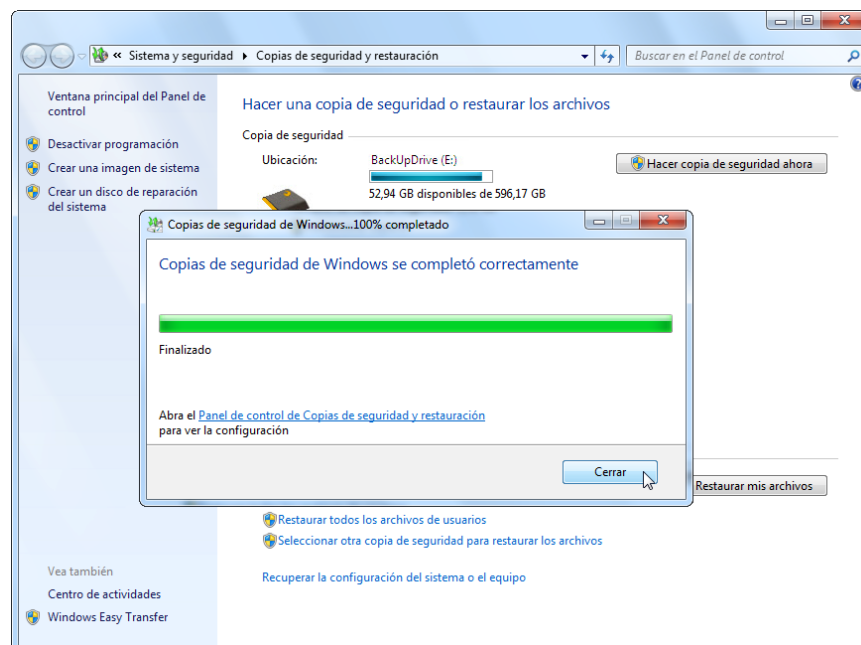 « Sistema y seguridad ▸ Copias de seguridad y restauración
Buscar en el Panel de control
Ventana principal del Panel de
control
Desactivar programación
Crear una imagen de sistema
Crear un disco de reparación
del sistema
Hacer una copia de seguridad o restaurar los archivos
Copia de seguridad
Ubicación:
BackUpDrive (E:)
Hacer copia de seguridad ahora
52,94 GB disponibles de 596,17 GB
Copias de seguridad de Windows...100% completado
Copias de seguridad de Windows se completó correctamente
Finalizado
Abra el Panel de control de Copias de seguridad y restauración
para ver la configuración
Cerrar
Restaurar mis archivos
Restaurar todos los archivos de usuarios
Seleccionar otra copia de seguridad para restaurar los archivos
Recuperar la configuración del sistema o el equipo
Vea también
Centro de actividades
Windows Easy Transfer